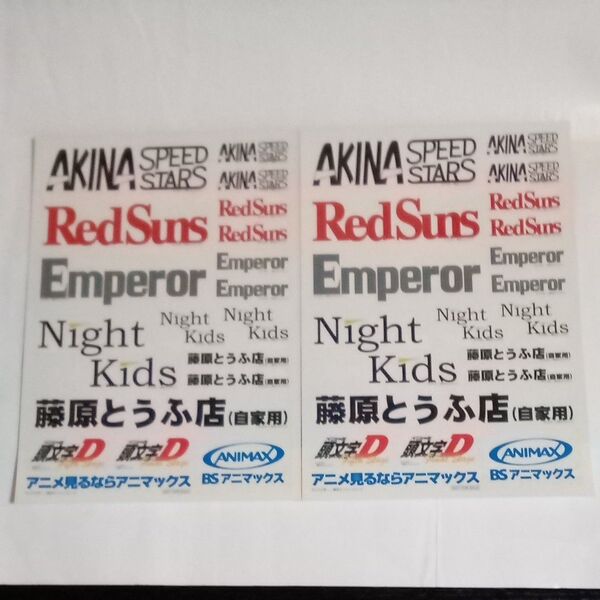 AKINA SPEED STARS
AKINA SPEED STARS
AKINA SPEED STARS
RedSuns
RedSuns
RedSuns
Emperor
Emperor
Emperor
Night Kids
Night Kids
Night Kids
藤原とうふ店(自家用)
藤原とうふ店(自家用)
藤原とうふ店(自家用)
頭文字D
頭文字D
ANIMAX
アニメ見るならアニマックス
BS アニマックス
AKINA SPEED STARS
AKINA SPEED STARS
AKINA SPEED STARS
RedSuns
RedSuns
RedSuns
Emperor
Emperor
Emperor
Night Kids
Night Kids
Night Kids
藤原とうふ店(自家用)
藤原とうふ店(自家用)
藤原とうふ店(自家用)
頭文字D
頭文字D
ANIMAX
アニメ見るならアニマックス
BS アニマックス